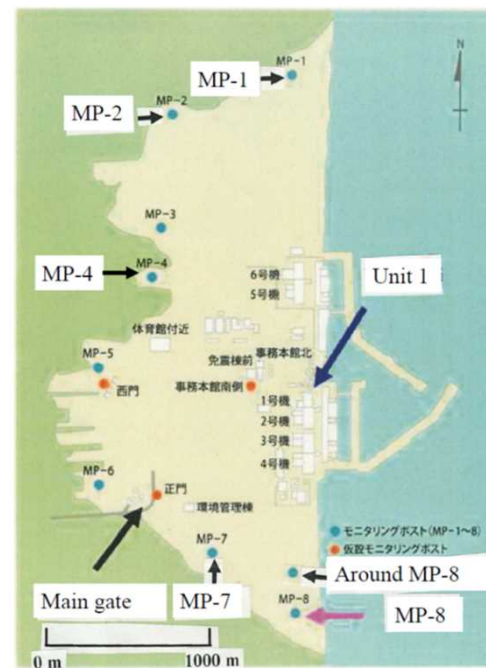 N
MP-1
MP-1
MP-2
MP-2
MP-3
MP-4
MP-4
6号機
5号機
Unit 1
体育館付近
免震棟前
事務本館北
MP-5
西門
事務本館南側
1号機
2号機
3号機
4号機
MP-6
正門
環境管理棟
モニタリングポスト(MP-1~8)
仮設モニタリングポスト
MP-7
Around MP-8
Main gate
MP-7
MP-8
MP-8
0 m
1000 m